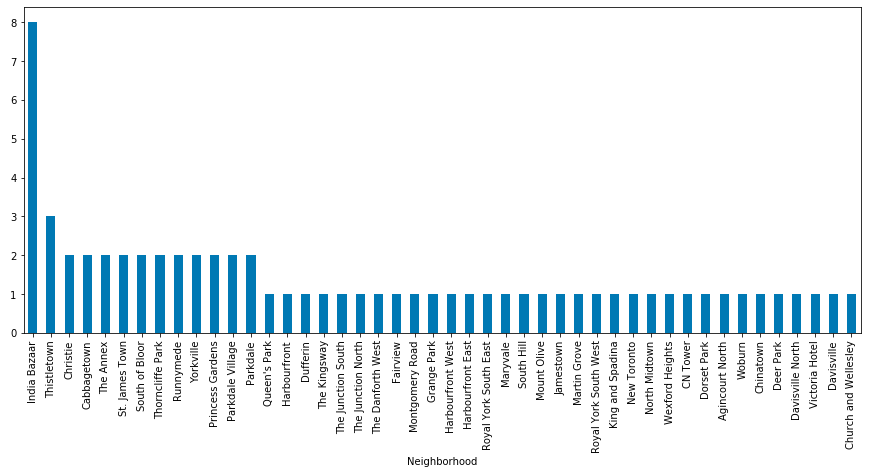 8
7
6
5
4
3
2
1
0
India Bazaar
Thistletown
Christie
Cabbagetown
The Annex
St. James Town
South of Bloor
Thorncliffe Park
Runnymede
Yorkville
Princess Gardens
Parkdale Village
Parkdale
Queen's Park
Harbourfront
Dufferin
The Kingsway
The Junction South
The Junction North
The Danforth West
Fairview
Montgomery Road
Grange Park
Harbourfront West
Harbourfront East
Royal York South East
Maryvale
South Hill
Mount Olive
Jamestown
Martin Grove
Royal York South West
King and Spadina
New Toronto
North Midtown
Wexford Heights
CN Tower
Dorset Park
Agincourt North
Woburn
Chinatown
Deer Park
Davisville North
Victoria Hotel
Davisville
Church and Wellesley
Neighborhood